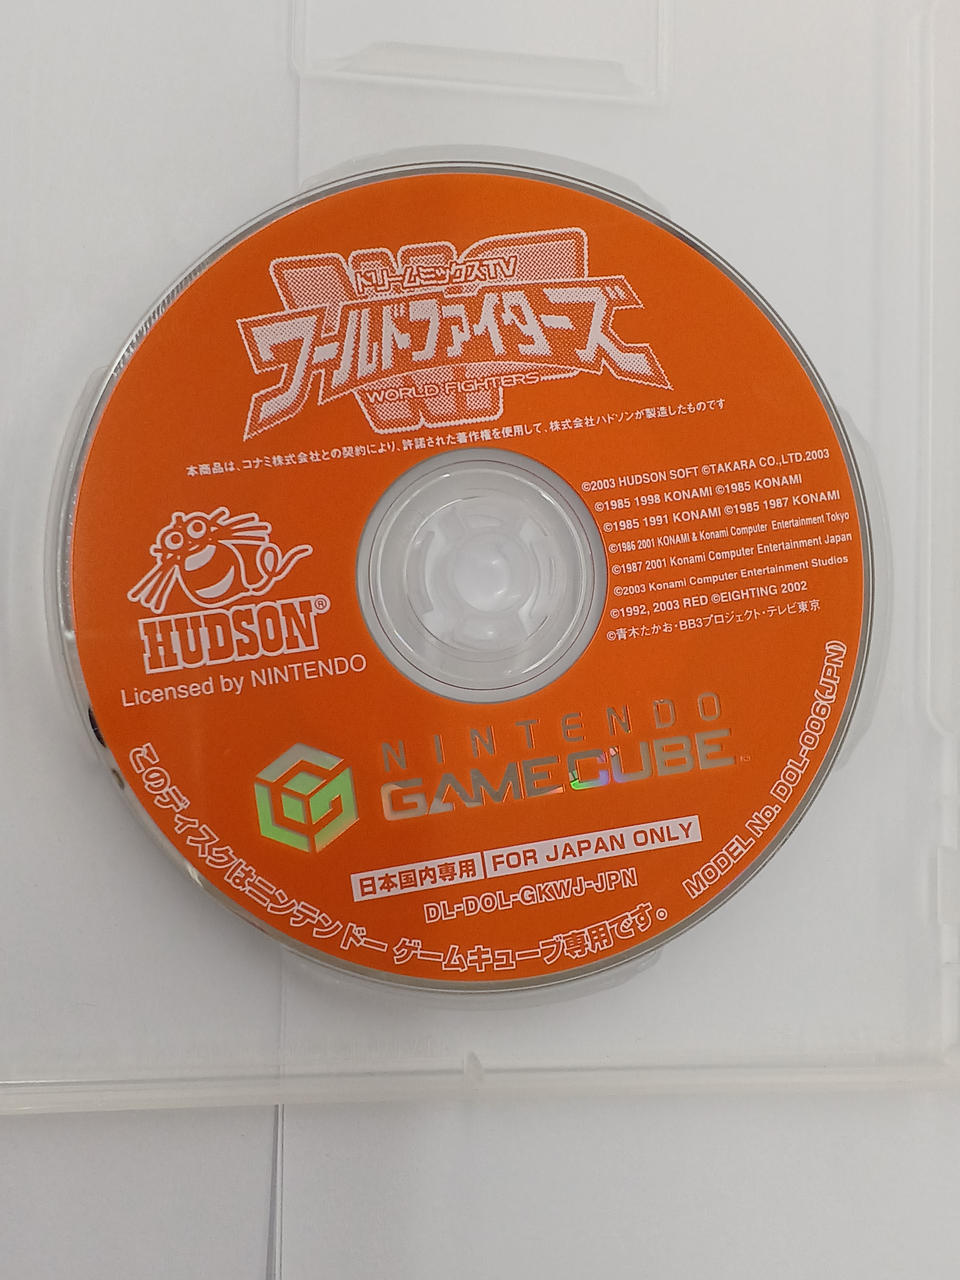 ドリームミックスTV
ワールドファイターズ
WORLD FIGHTERS
本商品は、コナミ株式会社との契約により、許諾された著作権を使用して、株式会社ハドソンが製造したものです
©2003 HUDSON SOFT ©TAKARA CO.,LTD.2003
©1985 1998 KONAMI ©1985 KONAMI
©1985 1991 KONAMI ©1985 1987 KONAMI
©1986 2001 KONAMI & Konami Computer Entertainment Tokyo
©1987 2001 Konami Computer Entertainment Japan
©2003 Konami Computer Entertainment Studios
©1992, 2003 RED ©EIGHTING 2002
©青木たかお・BB3プロジェクト・テレビ東京
HUDSON®
Licensed by NINTENDO
NINTENDO
GAMECUBE™
日本国内専用 FOR JAPAN ONLY
DL-DOL-GKWJ-JPN
このディスクはニンテンドー ゲームキューブ専用です。
MODEL No. DOL-006(JPN)